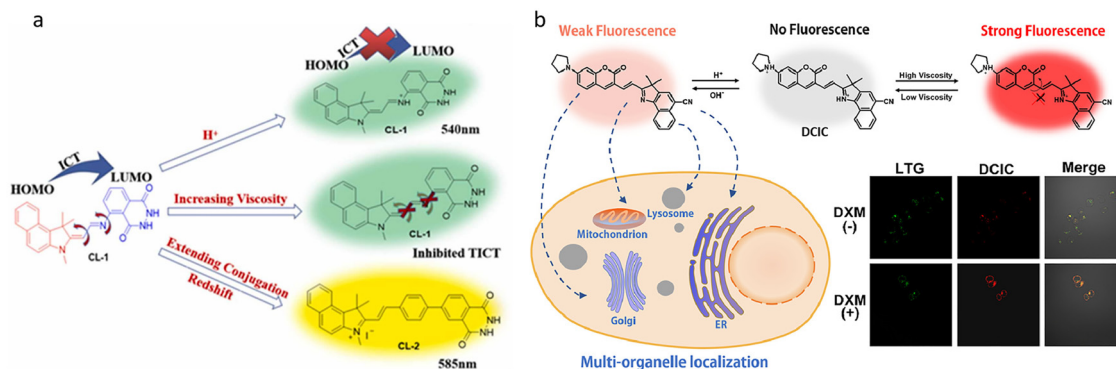 a
HOMO
ICT
LUMO
NH
O
N
CL-1
H⁺
HOMO
ICT
LUMO
CL-1
540nm
Increasing Viscosity
CL-1
Inhibited TICT
Extending Conjugation
Redshift
N
I⁻
CL-2
NH
NH
O
O
585nm
b
Weak Fluorescence
No Fluorescence
Strong Fluorescence
H⁺
OH⁻
High Viscosity
Low Viscosity
CN
CN
CN
DCIC
Mitochondrion
Lysosome
Golgi
ER
Multi-organelle localization
LTG
DCIC
Merge
DXM
(-)
DXM
(+)